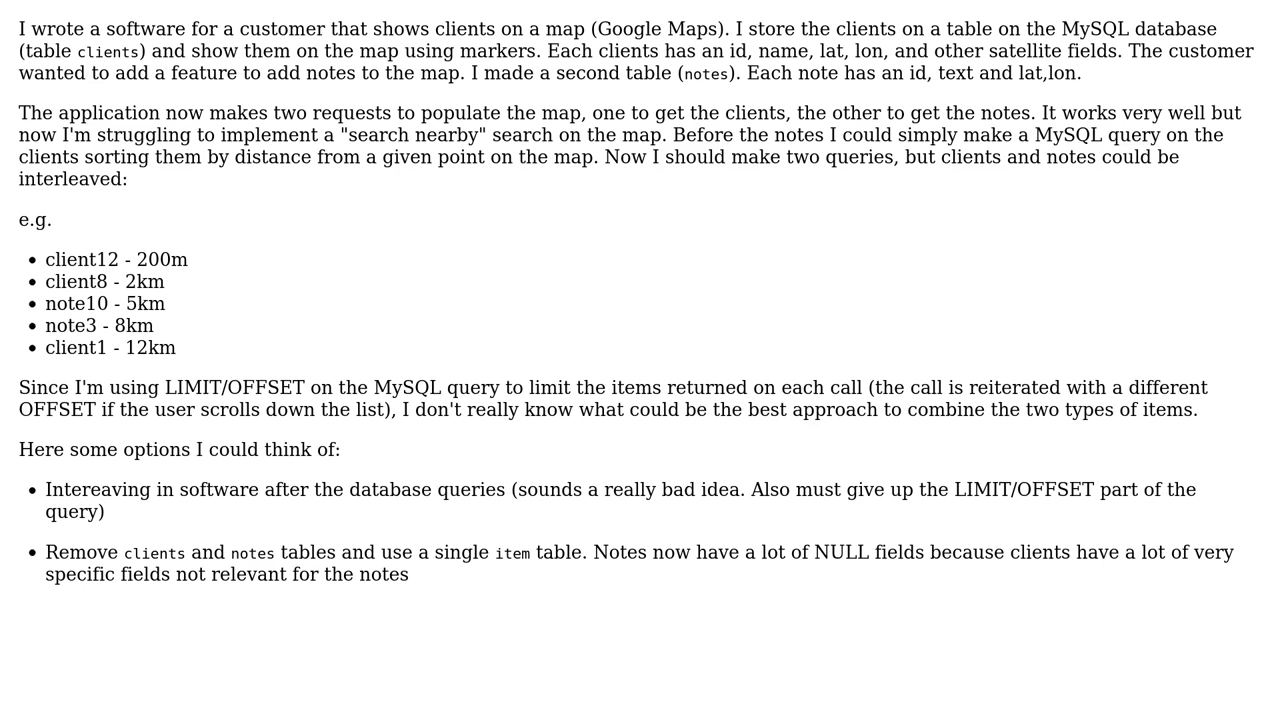 I wrote a software for a customer that shows clients on a map (Google Maps). I store the clients on a table on the MySQL database
(table clients) and show them on the map using markers. Each clients has an id, name, lat, lon, and other satellite fields. The customer
wanted to add a feature to add notes to the map. I made a second table (notes). Each note has an id, text and lat,lon.
The application now makes two requests to populate the map, one to get the clients, the other to get the notes. It works very well but
now I'm struggling to implement a "search nearby" search on the map. Before the notes I could simply make a MySQL query on the
clients sorting them by distance from a given point on the map. Now I should make two queries, but clients and notes could be
interleaved:
e.g.
• client12 - 200m
• client8 - 2km
• note10 - 5km
• note3 - 8km
• client1 - 12km
Since I'm using LIMIT/OFFSET on the MySQL query to limit the items returned on each call (the call is reiterated with a different
OFFSET if the user scrolls down the list), I don't really know what could be the best approach to combine the two types of items.
Here some options I could think of:
• Intereaving in software after the database queries (sounds a really bad idea. Also must give up the LIMIT/OFFSET part of the
query)
• Remove clients and notes tables and use a single item table. Notes now have a lot of NULL fields because clients have a lot of very
specific fields not relevant for the notes